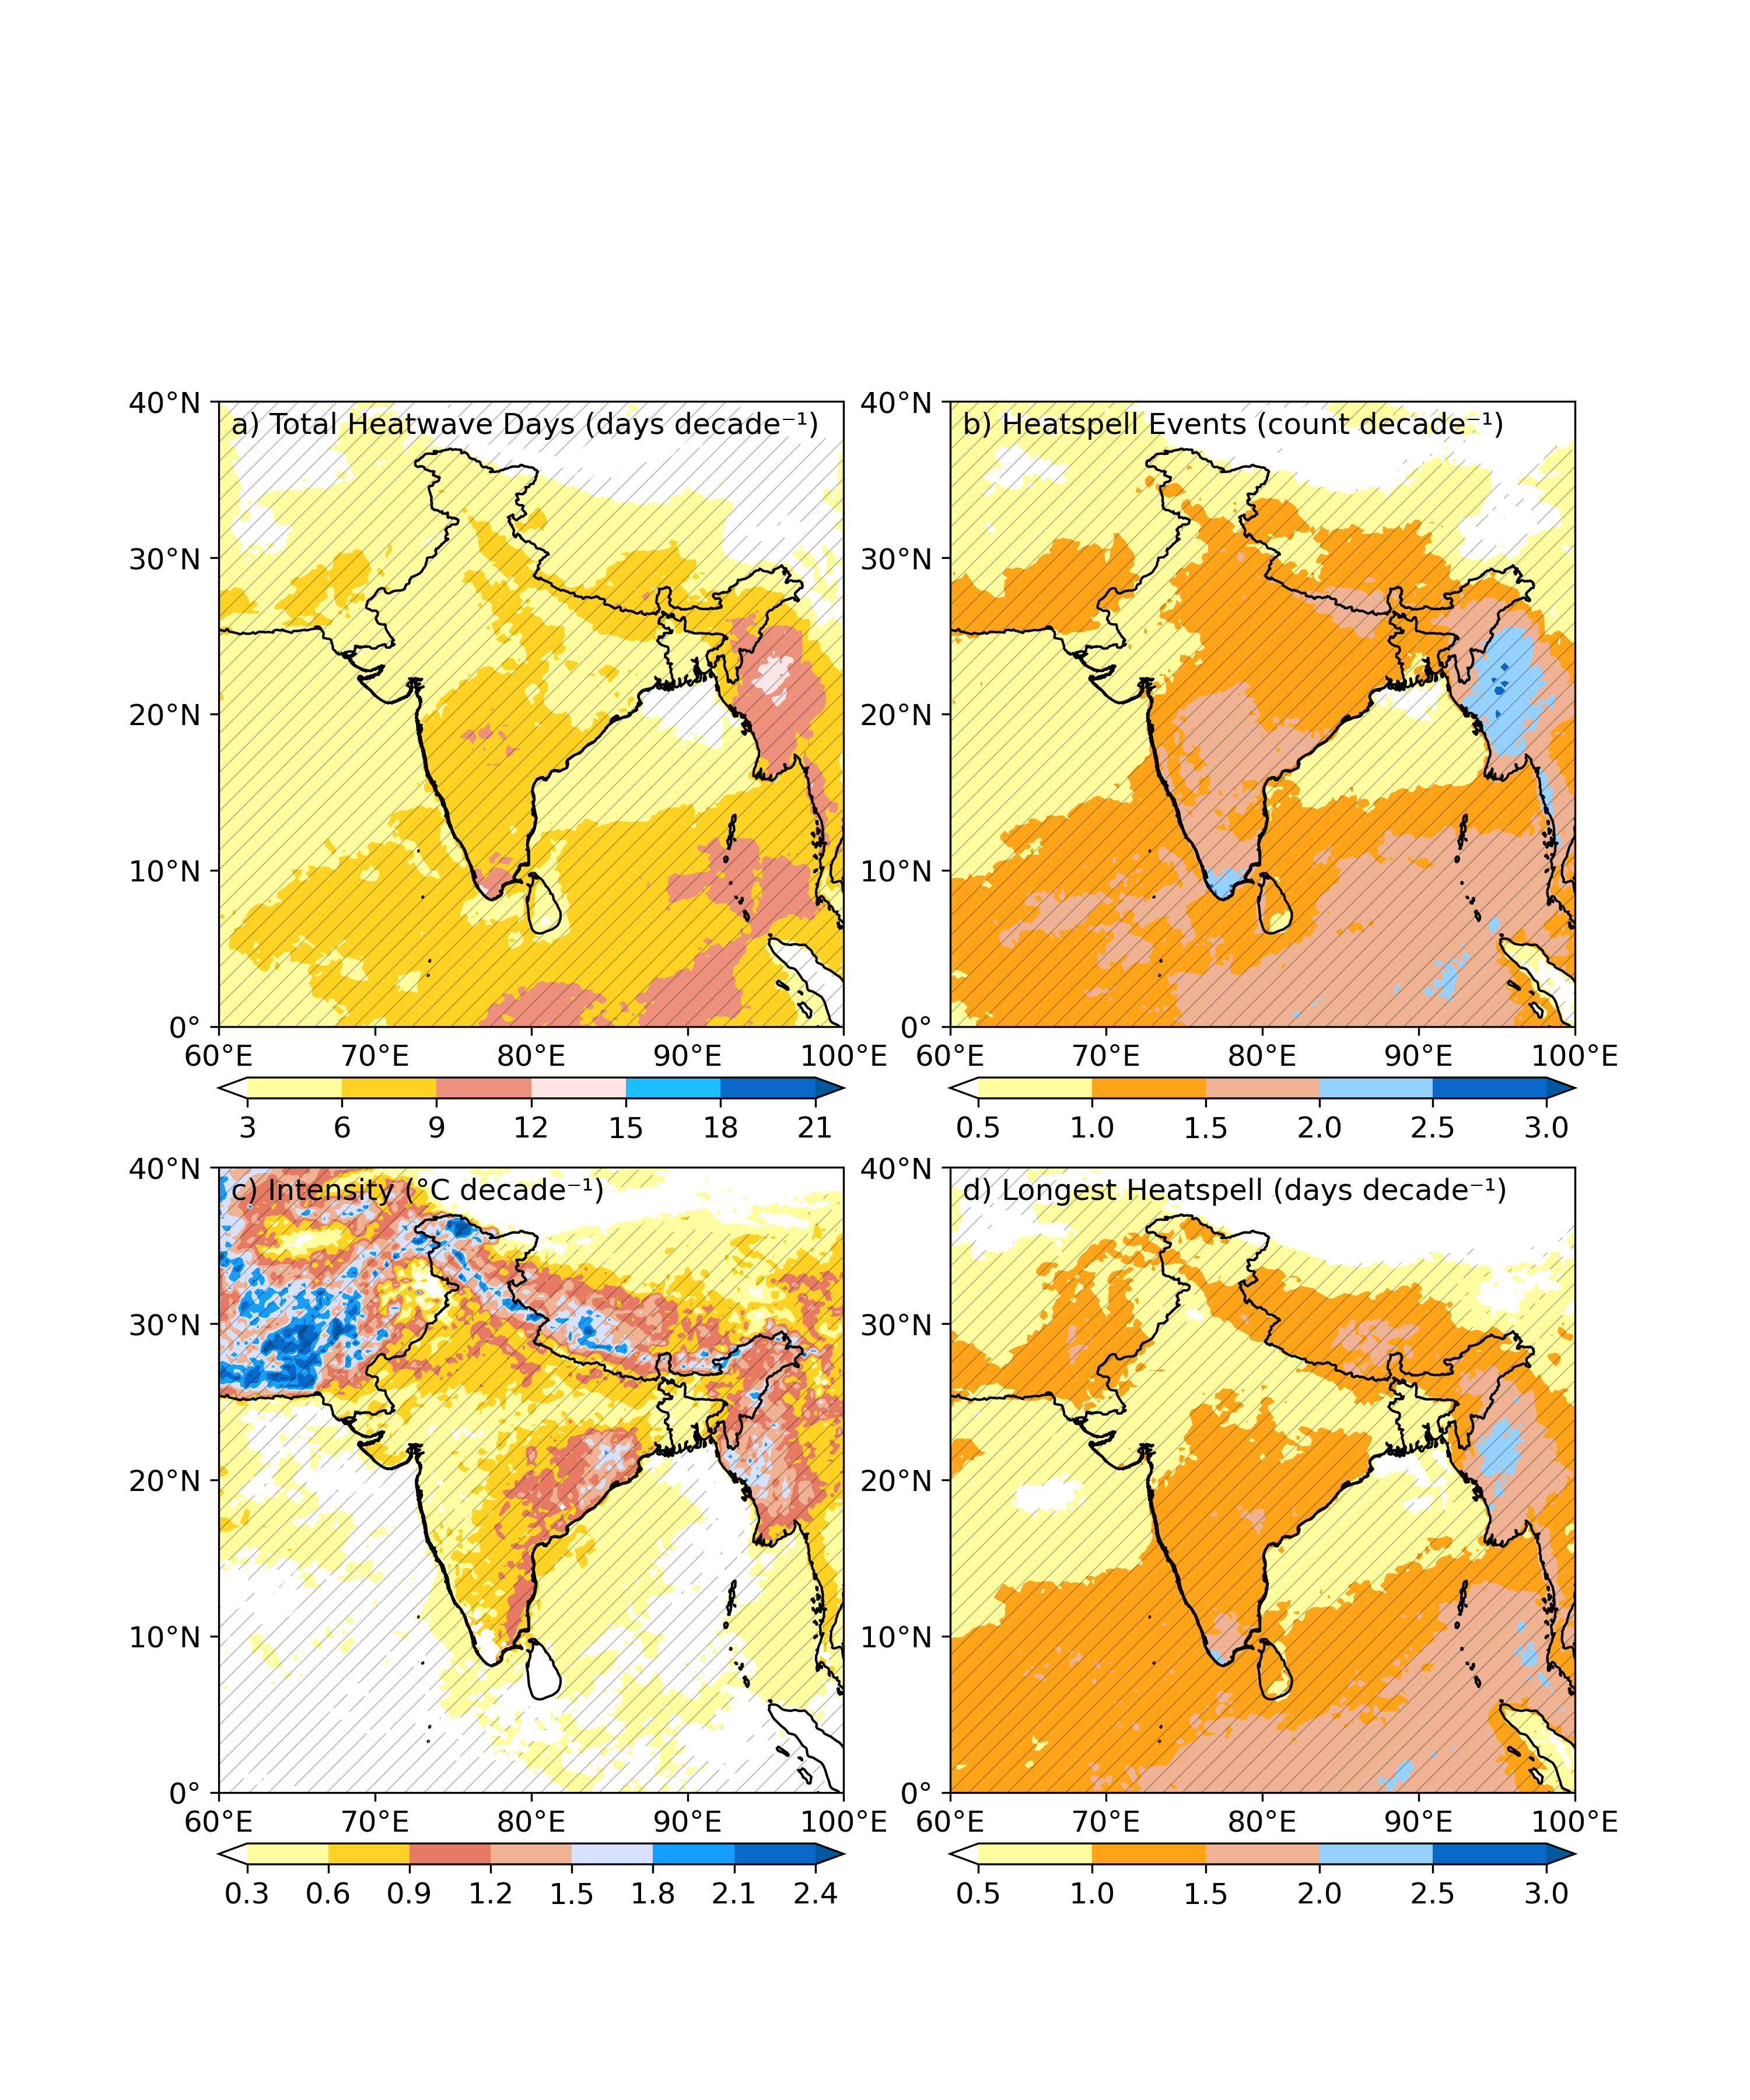 a) Total Heatwave Days (days decade⁻¹)
40°N
30°N
20°N
10°N
0°
60°E 70°E 80°E 90°E 100°E
3 6 9 12 15 18 21
b) Heatspell Events (count decade⁻¹)
40°N
30°N
20°N
10°N
0°
60°E 70°E 80°E 90°E 100°E
0.5 1.0 1.5 2.0 2.5 3.0
c) Intensity (°C decade⁻¹)
40°N
30°N
20°N
10°N
0°
60°E 70°E 80°E 90°E 100°E
0.3 0.6 0.9 1.2 1.5 1.8 2.1 2.4
d) Longest Heatspell (days decade⁻¹)
40°N
30°N
20°N
10°N
0°
60°E 70°E 80°E 90°E 100°E
0.5 1.0 1.5 2.0 2.5 3.0